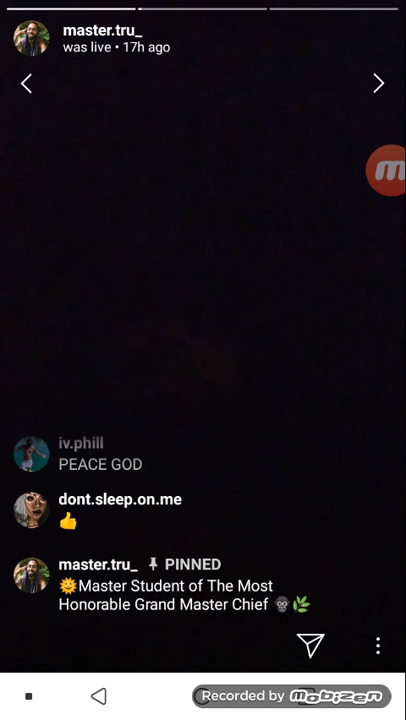 master.tru_
was live • 17h ago
iv.phill
PEACE GOD
dont.sleep.on.me
👍
master.tru_ PINNED
🌞Master Student of The Most
Honorable Grand Master Chief 💀🌿
Recorded by mobizen